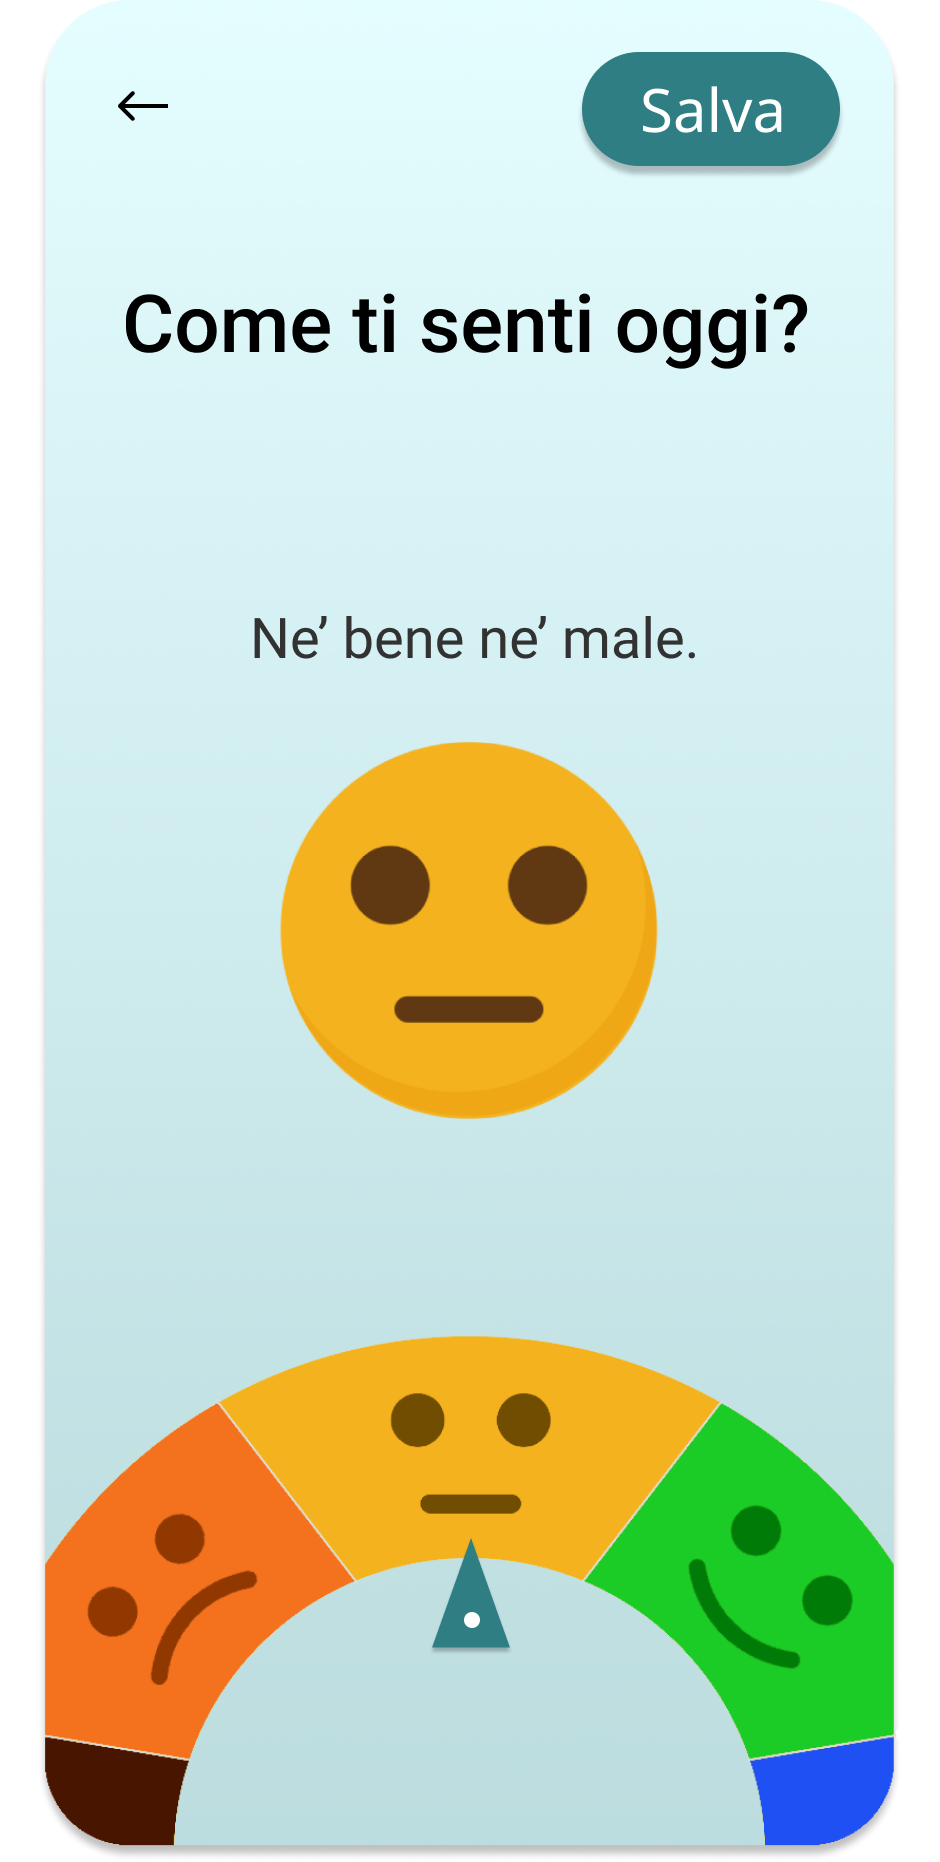 Salva
Come ti senti oggi?
Ne’ bene ne’ male.